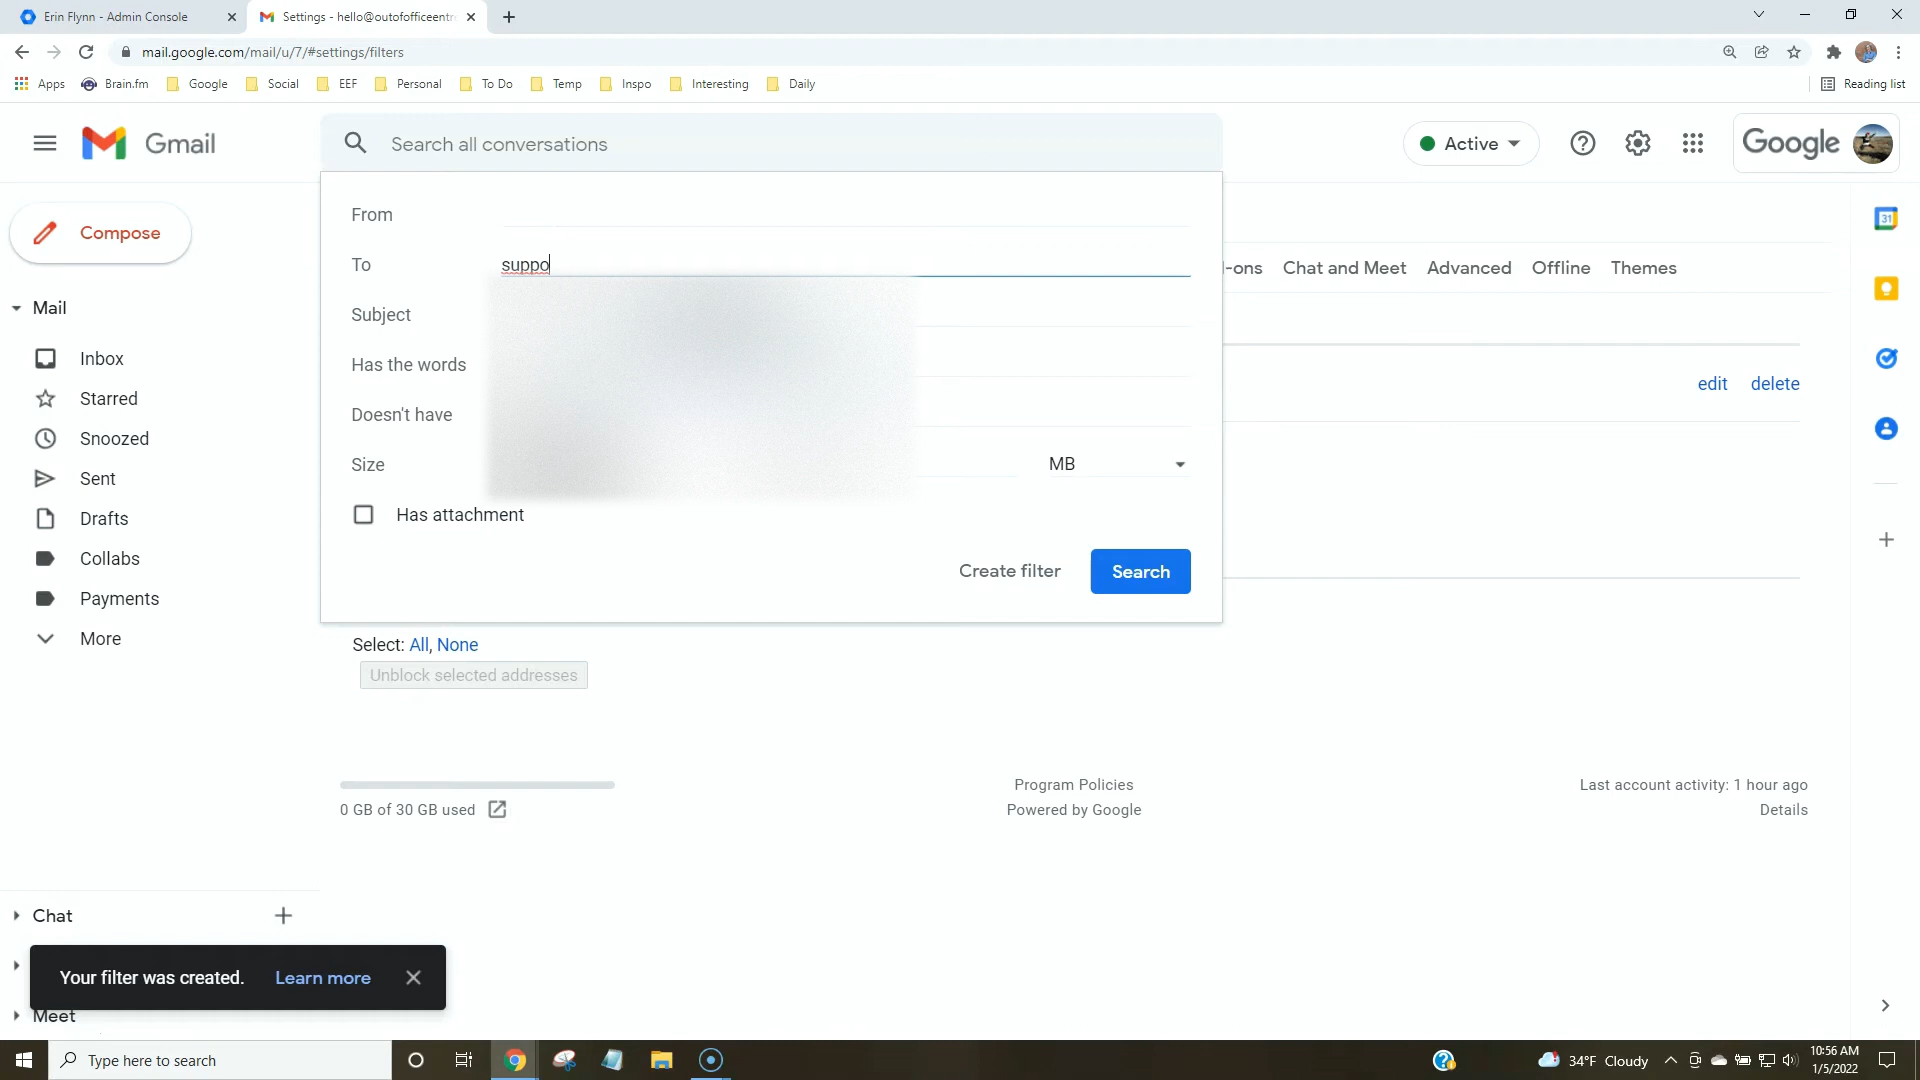 Erin Flynn - Admin Console
Settings - hello@outofofficeentr
mail.google.com/mail/u/7/#settings/filters
Apps
Brain.fm
Google
Social
EEF
Personal
To Do
Temp
Inspo
Interesting
Daily
Reading list
Gmail
Search all conversations
Active
Google
Compose
From
To
suppo
Subject
Has the words
Doesn't have
Size
MB
Has attachment
Create filter
Search
-ons
Chat and Meet
Advanced
Offline
Themes
edit
delete
31
Mail
Inbox
Starred
Snoozed
Sent
Drafts
Collabs
Payments
More
Select: All, None
Unblock selected addresses
0 GB of 30 GB used
Program Policies
Powered by Google
Last account activity: 1 hour ago
Details
Chat
Your filter was created.
Learn more
Meet
Type here to search
34°F Cloudy
10:56 AM
1/5/2022